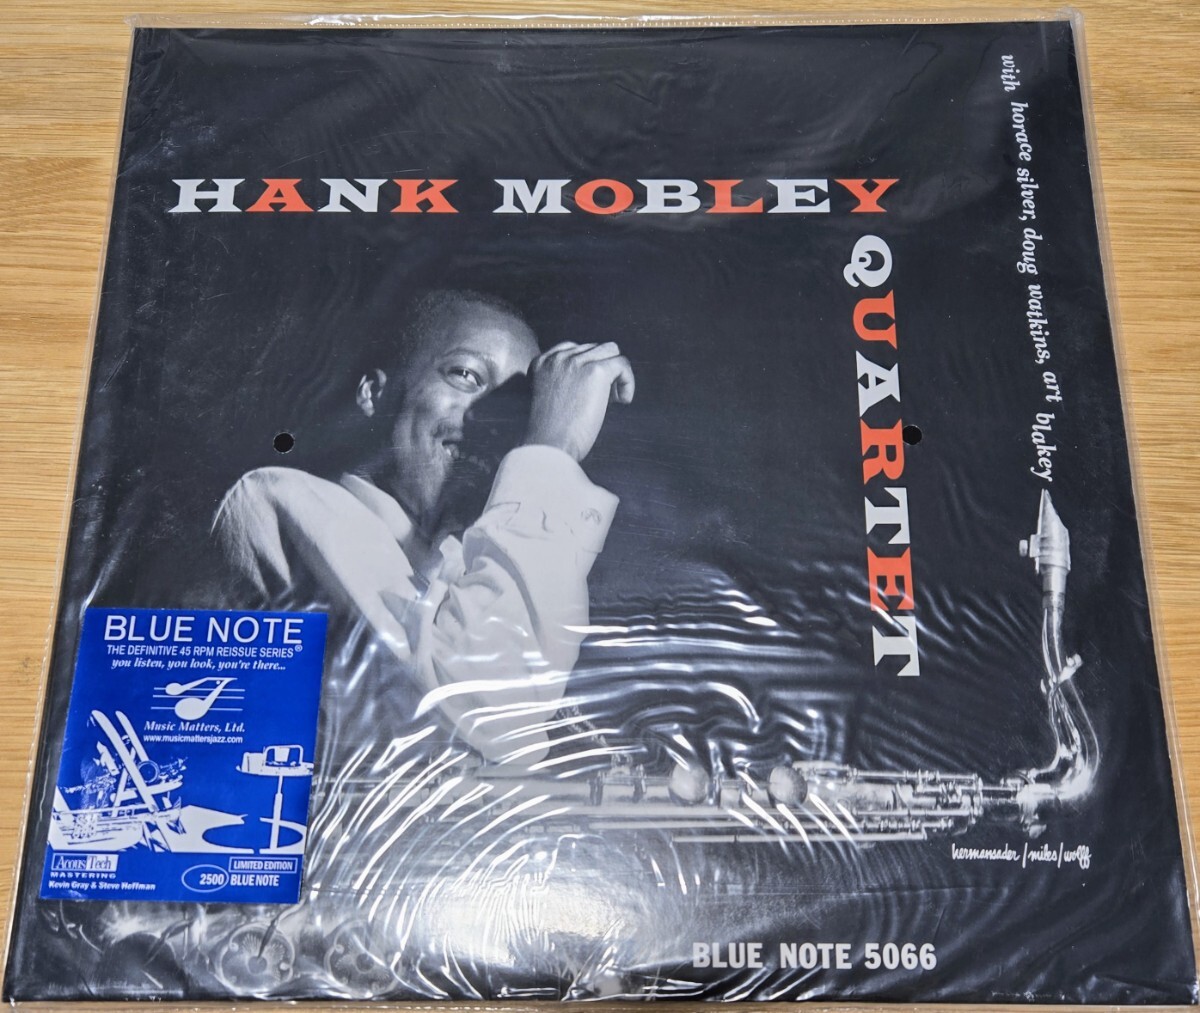 with horace silver, doug watkins, art blakey
HANK MOBLEY
QUARTET
BLUE NOTE
THE DEFINITIVE 45 RPM REISSUE SERIES®
you listen, you look, you're there...
Music Matters, Ltd.
www.musicmattersjazz.com
AcousTech
MASTERING
Kevin Gray & Steve Hoffman
2500
LIMITED EDITION
BLUE NOTE
hermansader/miles/wolff
BLUE NOTE 5066